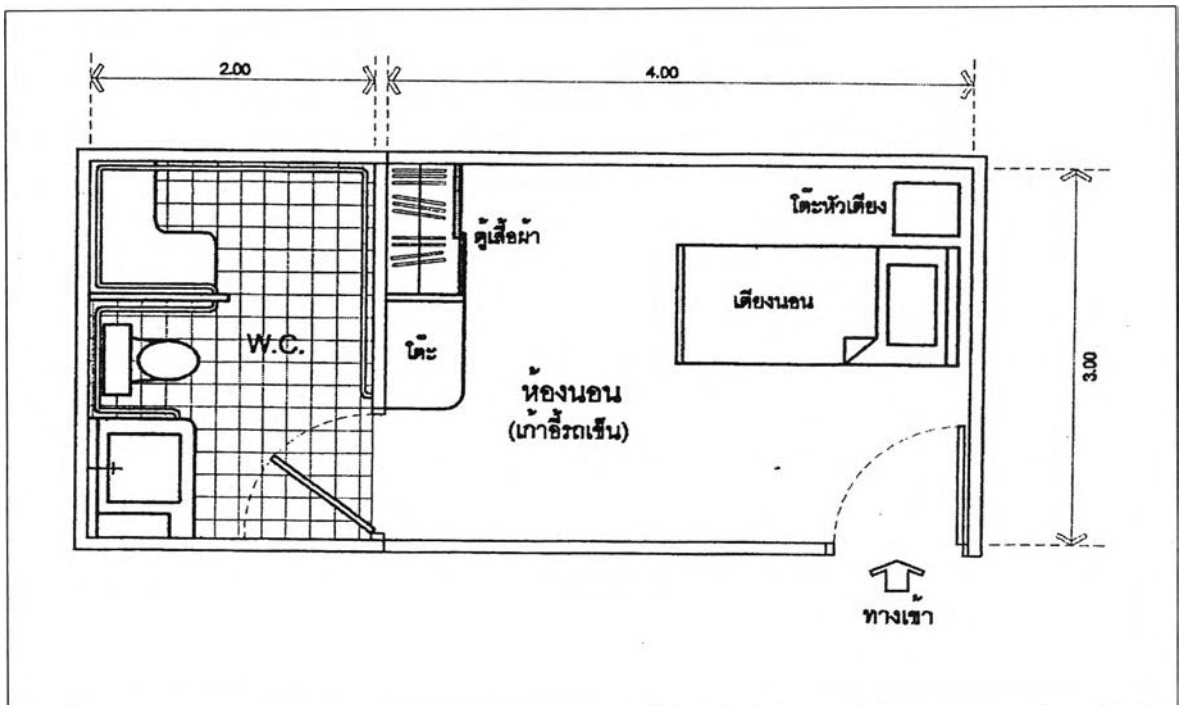 2.00
4.00
โต๊ะหัวเตียง
ตู้เสื้อผ้า
เตียงนอน
W.C.
โต๊ะ
3.00
ห้องนอน
(เก้าอี้รถเข็น)
ทางเข้า